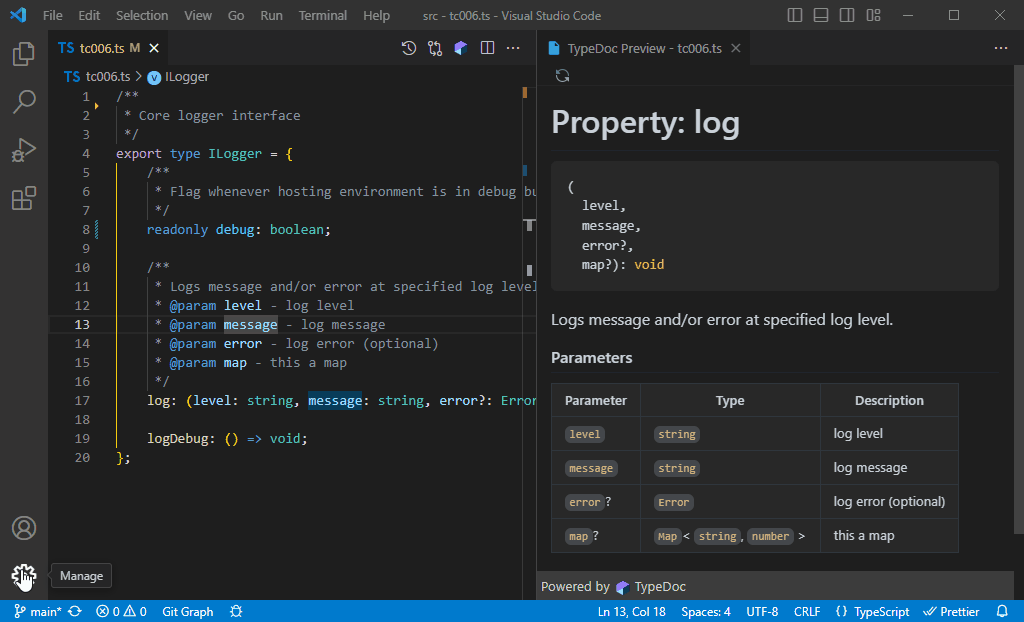 File Edit Selection View Go Run Terminal Help src - tc006.ts - Visual Studio Code
TS tc006.ts M
TS tc006.ts > ILogger
1 /**
2 * Core logger interface
3 */
4 export type ILogger = {
5 /**
6 * Flag whenever hosting environment is in debug bu
7 */
8 readonly debug: boolean;
9
10 /**
11 * Logs message and/or error at specified log level
12 * @param level - log level
13 * @param message - log message
14 * @param error - log error (optional)
15 * @param map - this a map
16 */
17 log: (level: string, message: string, error?: Error
18
19 logDebug: () => void;
20 };
TypeDoc Preview - tc006.ts
Property: log
(
level,
message,
error?,
map?): void
Logs message and/or error at specified log level.
Parameters
Parameter Type Description
level string log level
message string log message
error? Error log error (optional)
map? Map< string, number > this a map
Powered by TypeDoc
Manage
main* 0 0 Git Graph Ln 13, Col 18 Spaces: 4 UTF-8 CRLF {} TypeScript Prettier